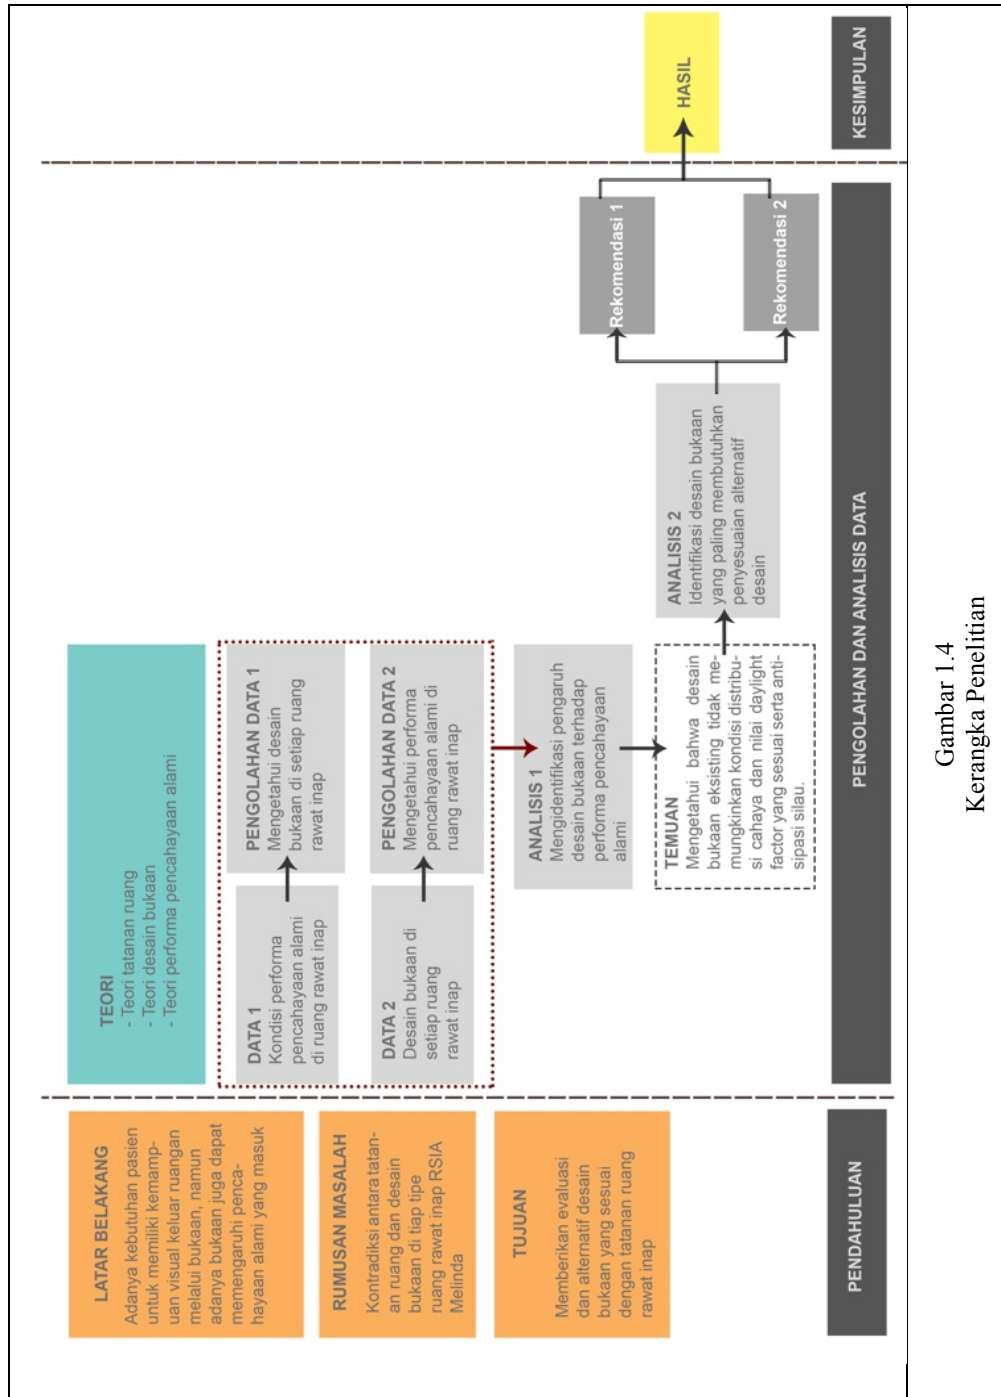 LATAR BELAKANG
Adanya kebutuhan pasien
untuk memiliki kemamp-
uan visual keluar ruangan
melalui bukaan, namun
adanya bukaan juga dapat
memengaruhi penca-
hayaan alami yang masuk
RUMUSAN MASALAH
Kontradiksi antara tatan-
an ruang dan desain
bukaan di tiap tipe
ruang rawat inap RSIA
Melinda
TUJUAN
Memberikan evaluasi
dan alternatif desain
bukaan yang sesuai
dengan tatanan ruang
rawat inap
PENDAHULUAN
TEORI
- Teori tatanan ruang
- Teori desain bukaan
- Teori performa pencahayaan alami
DATA 1
Kondisi performa
pencahayaan alami
di ruang rawat inap
PENGOLAHAN DATA 1
Mengetahui desain
bukaan di setiap ruang
rawat inap
DATA 2
Desain bukaan di
setiap ruang
rawat inap
PENGOLAHAN DATA 2
Mengetahui performa
pencahayaan alami di
ruang rawat inap
ANALISIS 1
Mengidentifikasi pengaruh
desain bukaan terhadap
performa pencahayaan
alami
TEMUAN
Mengetahui bahwa desain
bukaan eksisting tidak me-
mungkinkan kondisi distribu-
si cahaya dan nilai daylight
factor yang sesuai serta anti-
sipasi silau.
ANALISIS 2
Identifikasi desain bukaan
yang paling membutuhkan
penyesuaian alternatif
desain
Rekomendasi 1
Rekomendasi 2
PENGOLAHAN DAN ANALISIS DATA
HASIL
KESIMPULAN
Gambar 1.4
Kerangka Penelitian